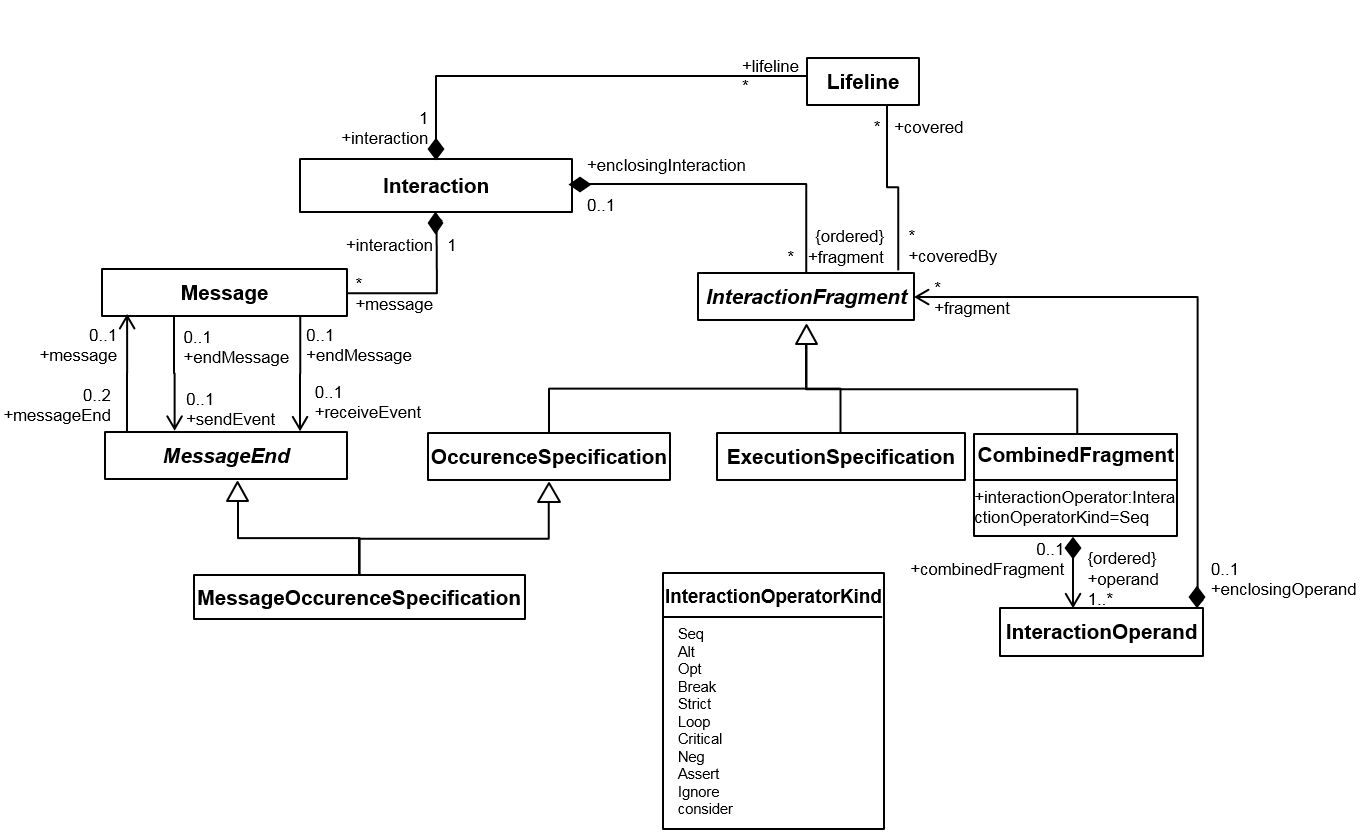 +lifeline
*
Lifeline
1
+interaction
* +covered
Interaction
+enclosingInteraction
0..1
+interaction 1
{ordered}
* +fragment
*
+coveredBy
Message
*
+message
InteractionFragment
*
+fragment
0..1
+message
0..1
+endMessage
0..1
+endMessage
0..2
+messageEnd
0..1
+sendEvent
0..1
+receiveEvent
MessageEnd
OccurenceSpecification
ExecutionSpecification
CombinedFragment
+interactionOperator:Intera
ctionOperatorKind=Seq
0..1
+combinedFragment
{ordered}
+operand
1..*
0..1
+enclosingOperand
MessageOccurenceSpecification
InteractionOperatorKind
Seq
Alt
Opt
Break
Strict
Loop
Critical
Neg
Assert
Ignore
consider
InteractionOperand